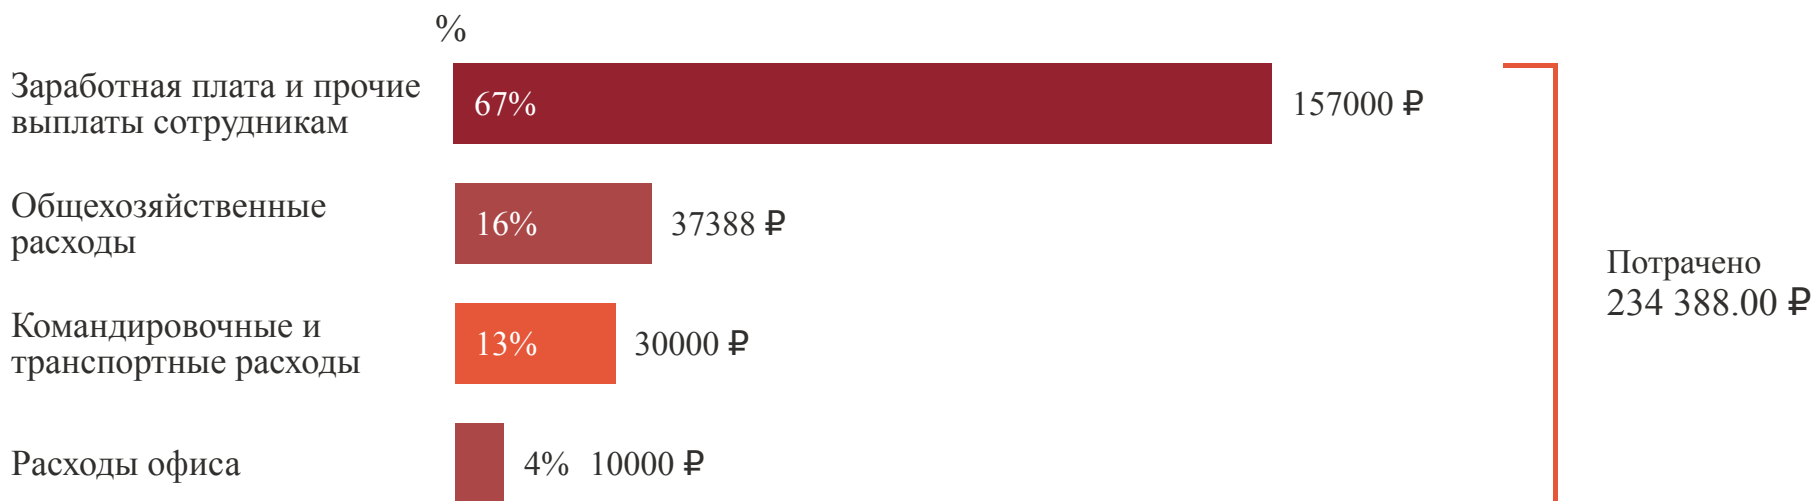 %
Заработная плата и прочие
выплаты сотрудникам
67%
157000 ₽
Общехозяйственные
расходы
16%
37388 ₽
Командировочные и
транспортные расходы
13%
30000 ₽
Расходы офиса
4%
10000 ₽
Потрачено
234 388.00 ₽